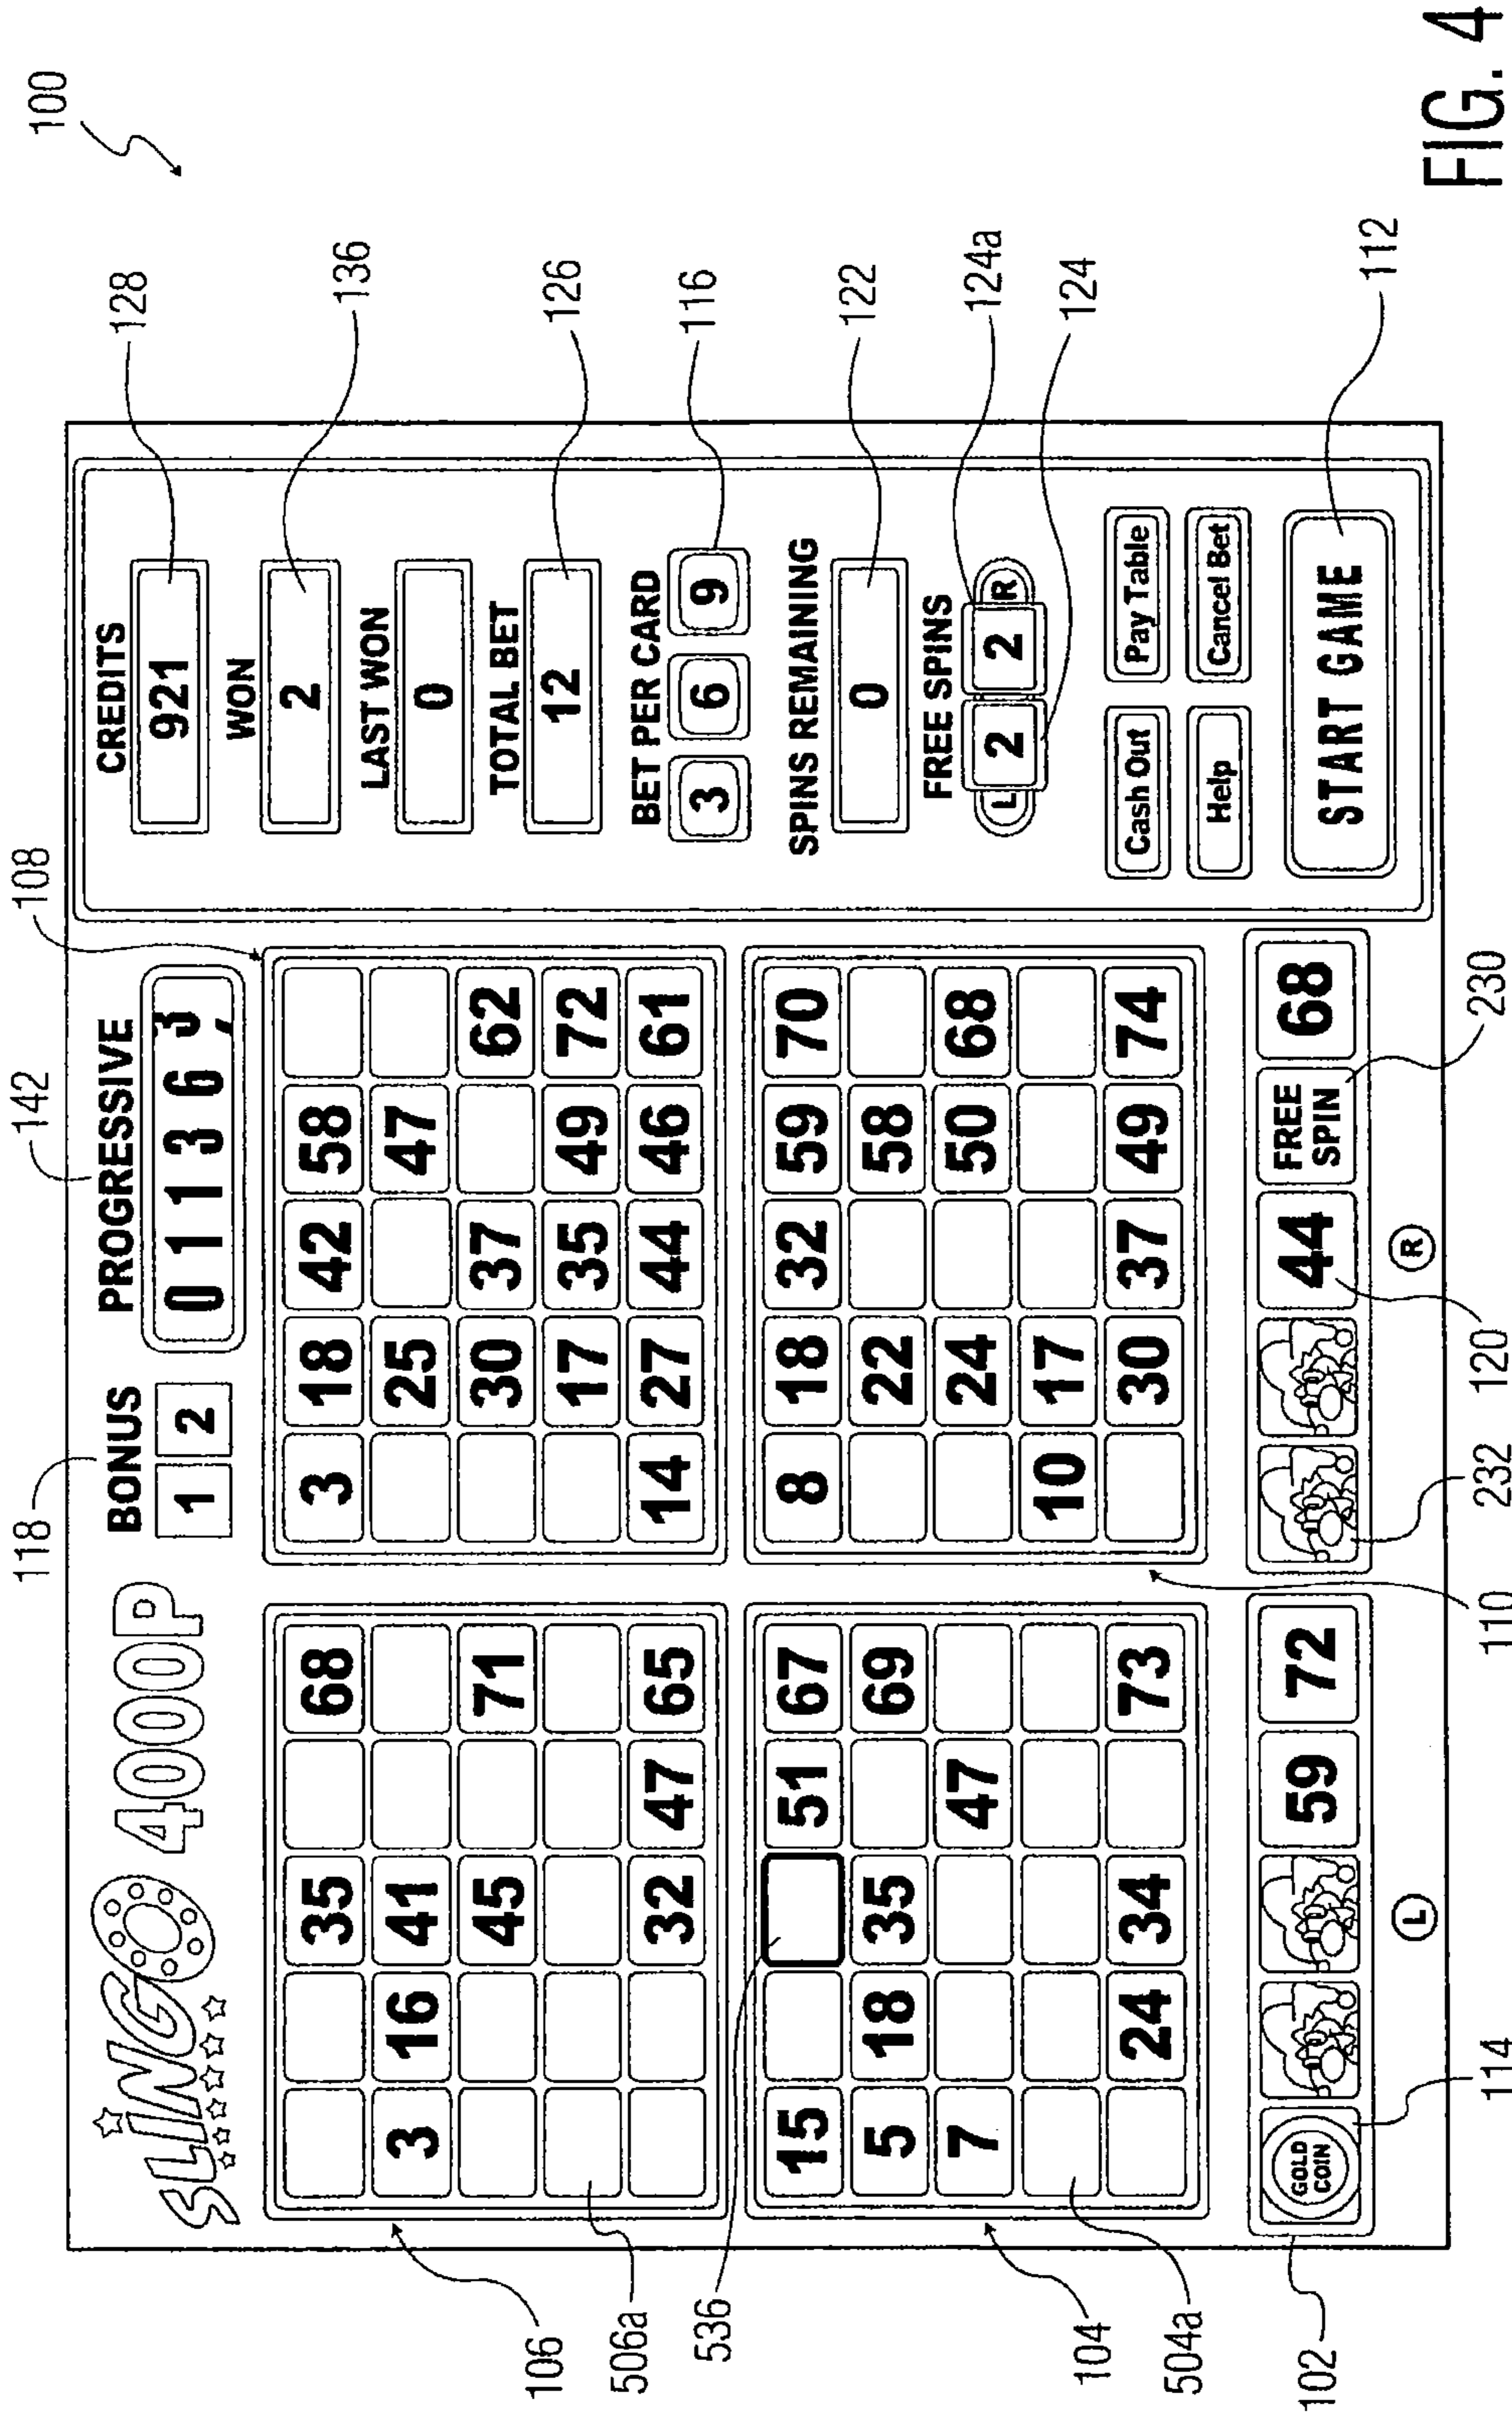 100
118
142
108
SLINGO 4000P
BONUS
1 2
PROGRESSIVE
0 1 1 3 6 3
CREDITS
921
128
WON
2
136
LAST WON
0
TOTAL BET
12
126
BET PER CARD
3 6 9
116
SPINS REMAINING
0
122
FREE SPINS
L 2 2 R
124a
124
Cash Out
Pay Table
Help
Cancel Bet
START GAME
112
35 68
3 16 41
45 71
32 47 65
3 18 42 58
25 47
30 37 62
17 35 49 72
14 27 44 46 61
15 51 67
5 18 35 69
7 47
24 34 73
8 18 32 59 70
22 58
24 50 68
10 17
30 37 49 74
106
506a
536
104
504a
102
GOLD
COIN
59 72
44
FREE
SPIN
68
L
R
114
110
232
120
230
FIG. 4